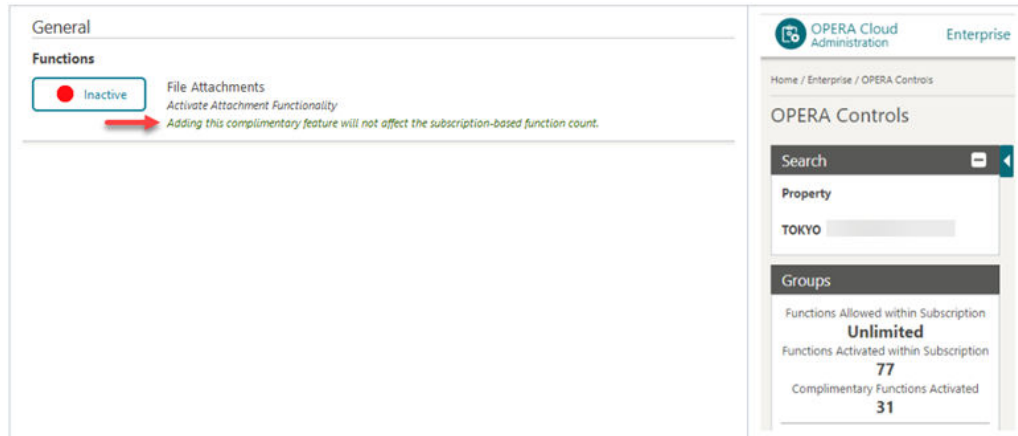 General
Functions
Inactive
File Attachments
Activate Attachment Functionality
Adding this complimentary feature will not affect the subscription-based function count.
OPERA Cloud
Administration
Enterprise
Home / Enterprise / OPERA Controls
OPERA Controls
Search
Property
TOKYO
Groups
Functions Allowed within Subscription
Unlimited
Functions Activated within Subscription
77
Complimentary Functions Activated
31